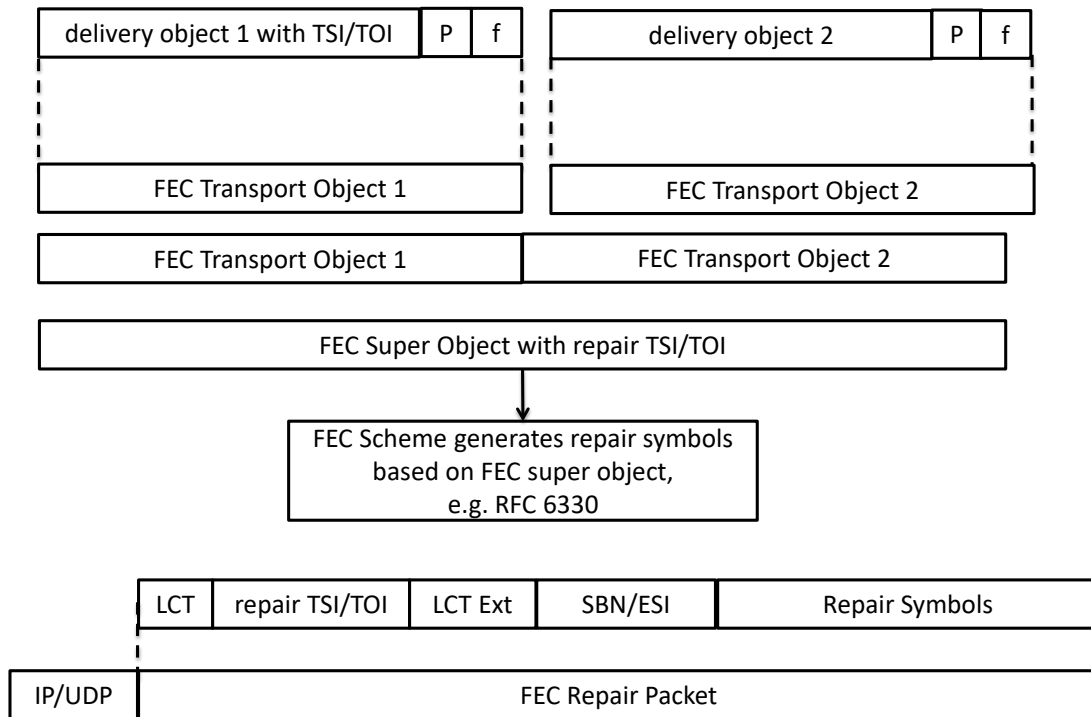 delivery object 1 with TSI/TOI P f delivery object 2 P f
FEC Transport Object 1 FEC Transport Object 2
FEC Transport Object 1 FEC Transport Object 2
FEC Super Object with repair TSI/TOI
FEC Scheme generates repair symbols
based on FEC super object,
e.g. RFC 6330
LCT repair TSI/TOI LCT Ext SBN/ESI Repair Symbols
IP/UDP FEC Repair Packet